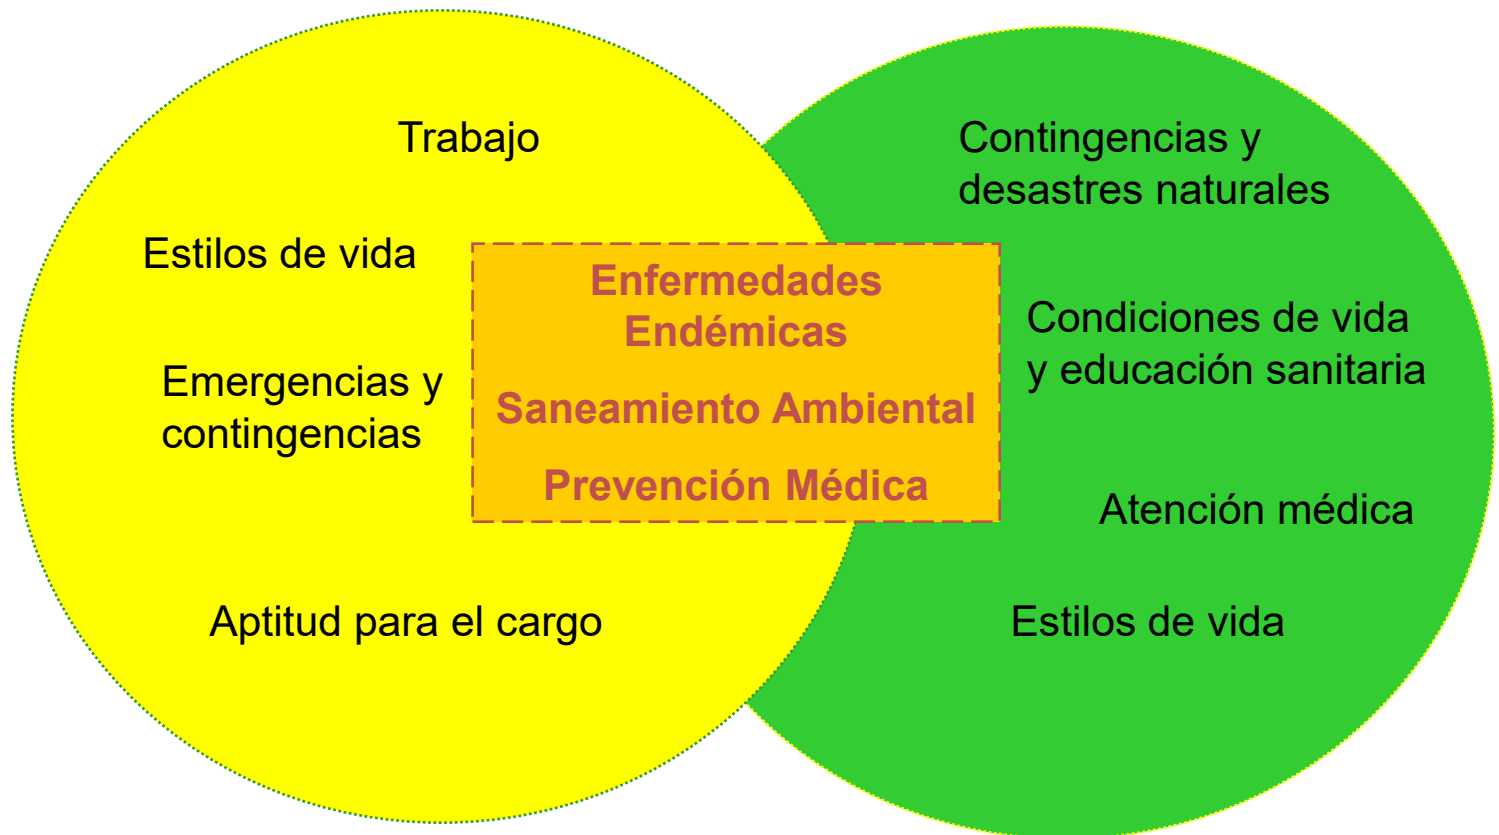 Trabajo
Estilos de vida
Emergencias y
contingencias
Aptitud para el cargo
Enfermedades
Endémicas
Saneamiento Ambiental
Prevención Médica
Contingencias y
desastres naturales
Condiciones de vida
y educación sanitaria
Atención médica
Estilos de vida